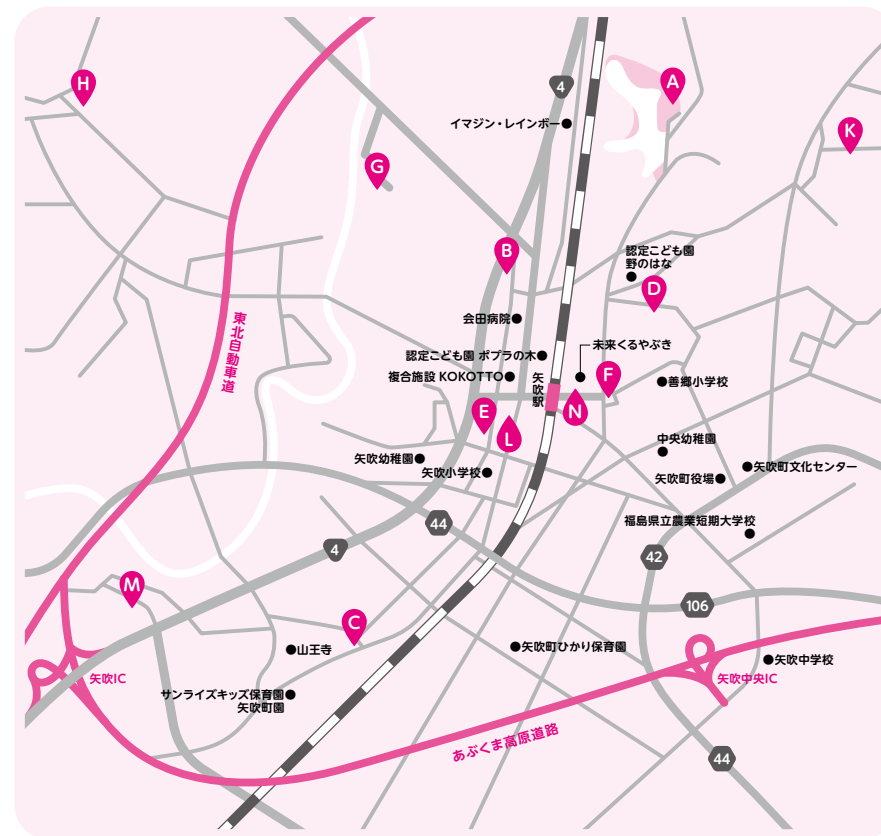 H
A
4
イマジン・レインボー
K
G
認定こども園
野のはな
B
D
会田病院
東北自動車道
未来くるやぶき
認定こども園 ポプラの木
複合施設 KOKOTTO
矢吹駅
F
善郷小学校
N
E
L
中央幼稚園
矢吹幼稚園
矢吹小学校
矢吹町文化センター
矢吹町役場
44
福島県立農業短期大学校
4
42
M
106
C
山王寺
矢吹町ひかり保育園
矢吹中学校
矢吹IC
矢吹中央IC
サンライズキッズ保育園
矢吹町園
あぶくま高原道路
44